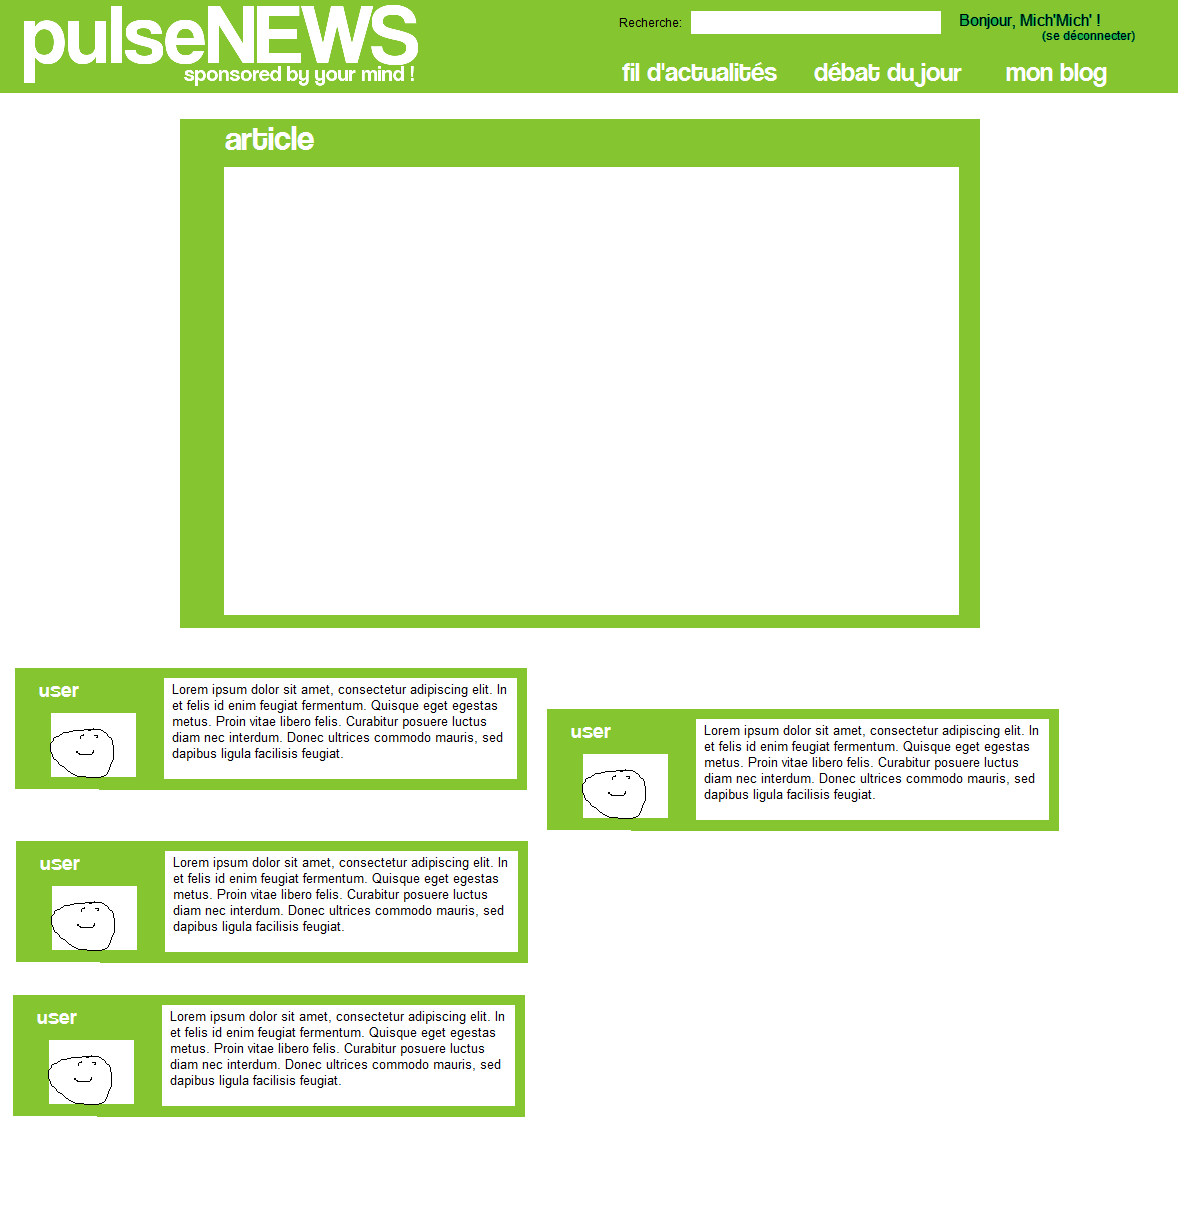 pulseNEWS
sponsored by your mind !
Recherche:
Bonjour, Mich'Mich' !
(se déconnecter)
fil d'actualités
débat du jour
mon blog
article
user
Lorem ipsum dolor sit amet, consectetur adipiscing elit. In
et felis id enim feugiat fermentum. Quisque eget egestas
metus. Proin vitae libero felis. Curabitur posuere luctus
diam nec interdum. Donec ultrices commodo mauris, sed
dapibus ligula facilisis feugiat.
user
Lorem ipsum dolor sit amet, consectetur adipiscing elit. In
et felis id enim feugiat fermentum. Quisque eget egestas
metus. Proin vitae libero felis. Curabitur posuere luctus
diam nec interdum. Donec ultrices commodo mauris, sed
dapibus ligula facilisis feugiat.
user
Lorem ipsum dolor sit amet, consectetur adipiscing elit. In
et felis id enim feugiat fermentum. Quisque eget egestas
metus. Proin vitae libero felis. Curabitur posuere luctus
diam nec interdum. Donec ultrices commodo mauris, sed
dapibus ligula facilisis feugiat.
user
Lorem ipsum dolor sit amet, consectetur adipiscing elit. In
et felis id enim feugiat fermentum. Quisque eget egestas
metus. Proin vitae libero felis. Curabitur posuere luctus
diam nec interdum. Donec ultrices commodo mauris, sed
dapibus ligula facilisis feugiat.